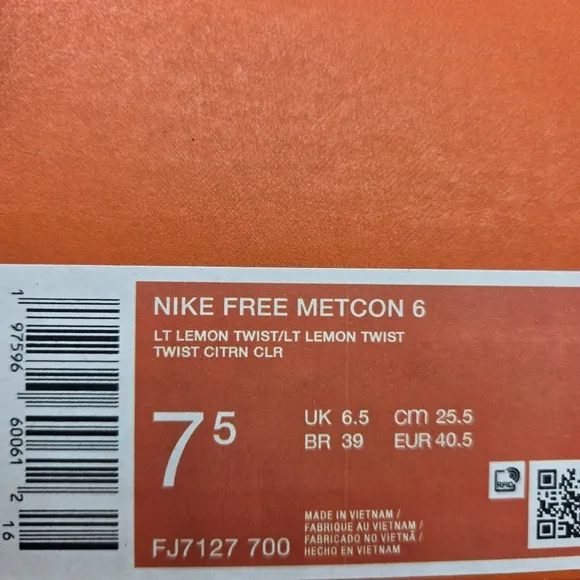 NIKE FREE METCON 6
LT LEMON TWIST/LT LEMON TWIST
TWIST CITRN CLR
7 5
UK 6.5 cm 25.5
BR 39 EUR 40.5
RFID
MADE IN VIETNAM /
FABRIQUE AU VIETNAM /
FABRICADO NO VIETNÃ /
HECHO EN VIETNAM
FJ7127 700
1 97596 60061 2 16